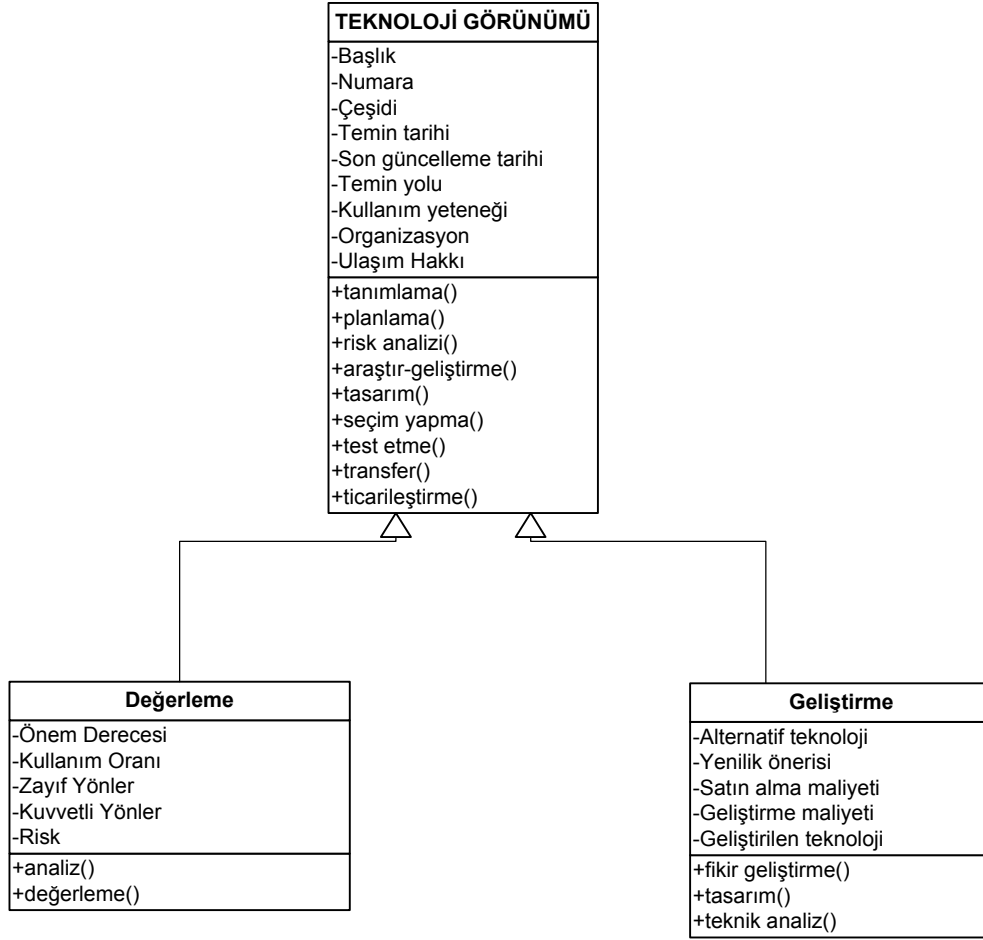 TEKNOLOJİ GÖRÜNÜMÜ
-Başlık
-Numara
-Çeşidi
-Temin tarihi
-Son güncelleme tarihi
-Temin yolu
-Kullanım yeteneği
-Organizasyon
-Ulaşım Hakkı
+tanımlama()
+planlama()
+risk analizi()
+araştır-geliştirme()
+tasarım()
+seçim yapma()
+test etme()
+transfer()
+ticarileştirme()
Değerleme
-Önem Derecesi
-Kullanım Oranı
-Zayıf Yönler
-Kuvvetli Yönler
-Risk
+analiz()
+değerleme()
Geliştirme
-Alternatif teknoloji
-Yenilik önerisi
-Satın alma maliyeti
-Geliştirme maliyeti
-Geliştirilen teknoloji
+fikir geliştirme()
+tasarım()
+teknik analiz()